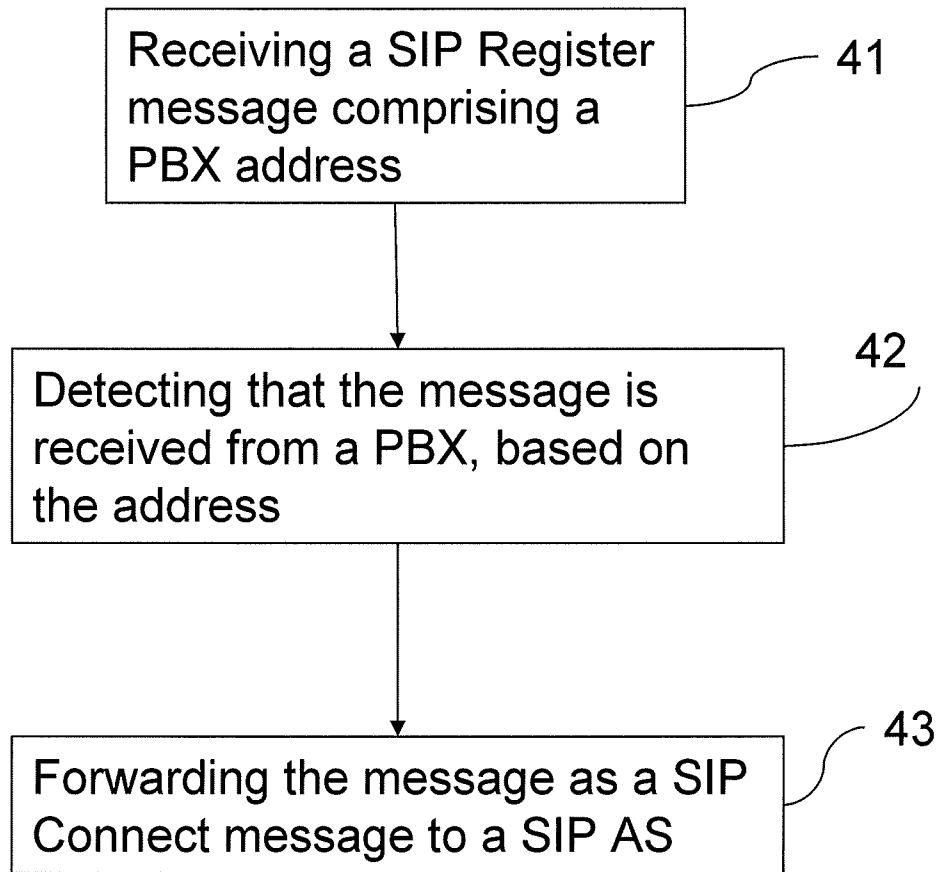 Receiving a SIP Register
message comprising a
PBX address
41
Detecting that the message is
received from a PBX, based on
the address
42
Forwarding the message as a SIP
Connect message to a SIP AS
43